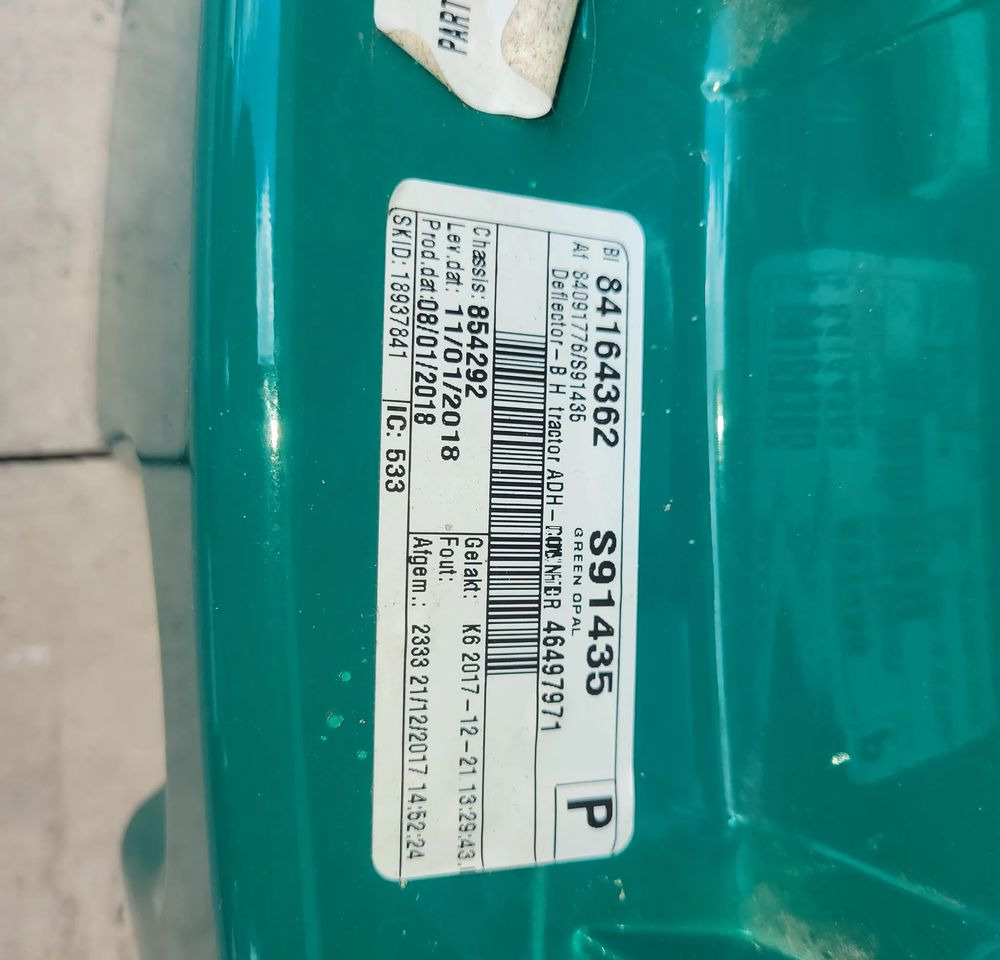 PART
Bl 84164362 S91435 P
Af 84091776/S91435 GREEN OPAL
Deflector-B H tractor ADH- 46497971
Chassis: 854292
Lev.dat: 11/01/2018
Prod.dat:08/01/2018
SKID: 18937841 IC: 533
Gelakt: K6 2017-12-21 13:29:43.
Fout:
Afgem.: 2333 21/12/2017 14:52:24